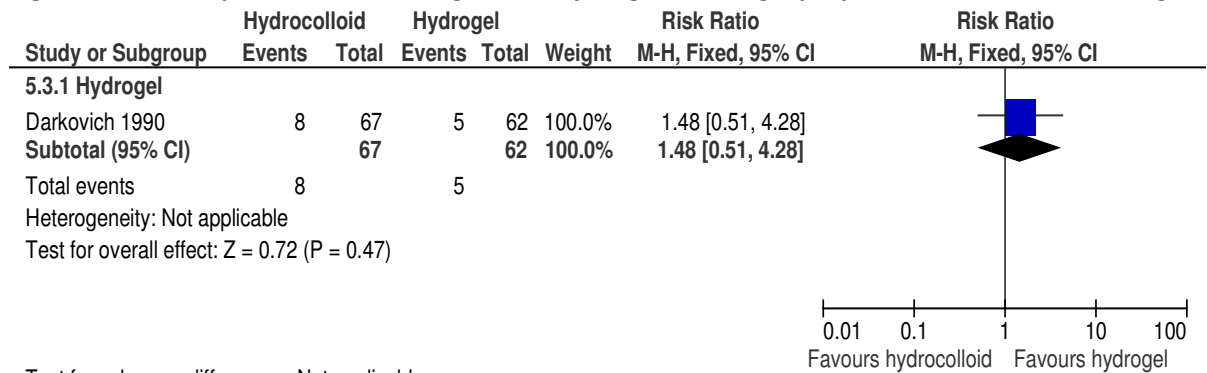 Hydrocolloid Hydrogel Risk Ratio Risk Ratio
Study or Subgroup Events Total Events Total Weight M-H, Fixed, 95% CI M-H, Fixed, 95% CI
5.3.1 Hydrogel
Darkovich 1990 8 67 5 62 100.0% 1.48 [0.51, 4.28]
Subtotal (95% CI) 67 62 100.0% 1.48 [0.51, 4.28]
Total events 8 5
Heterogeneity: Not applicable
Test for overall effect: Z = 0.72 (P = 0.47)
0.01 0.1 1 10 100
Favours hydrocolloid Favours hydrogel